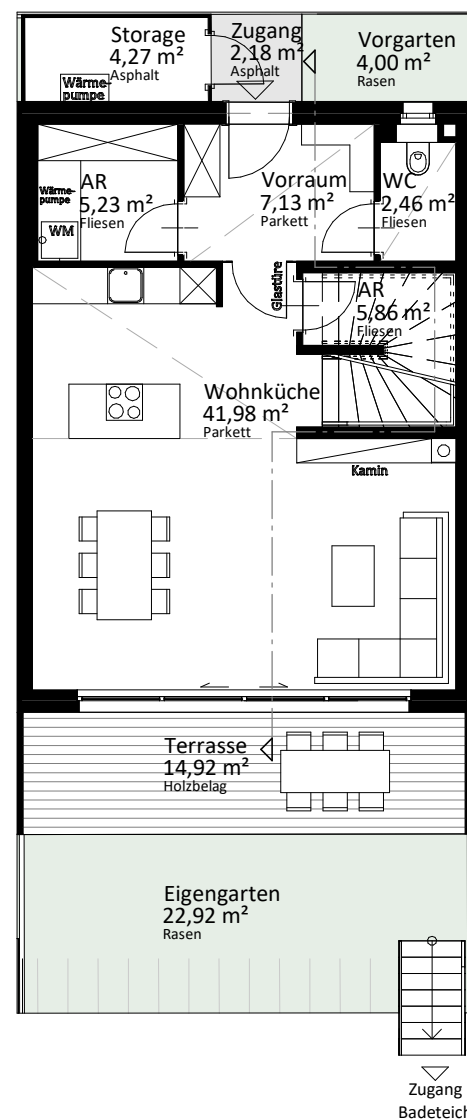 Storage
4,27 m²
Asphalt
Wärme-
pumpe
Zugang
2,18 m²
Asphalt
Vorgarten
4,00 m²
Rasen
AR
5,23 m²
Fliesen
Wärme-
pumpe
WM
Vorraum
7,13 m²
Parkett
WC
2,46 m²
Fliesen
Glastüre
AR
5,86 m²
Fliesen
Wohnküche
41,98 m²
Parkett
Kamin
Terrasse
14,92 m²
Holzbelag
Eigengarten
22,92 m²
Rasen
Zugang
Badeteich